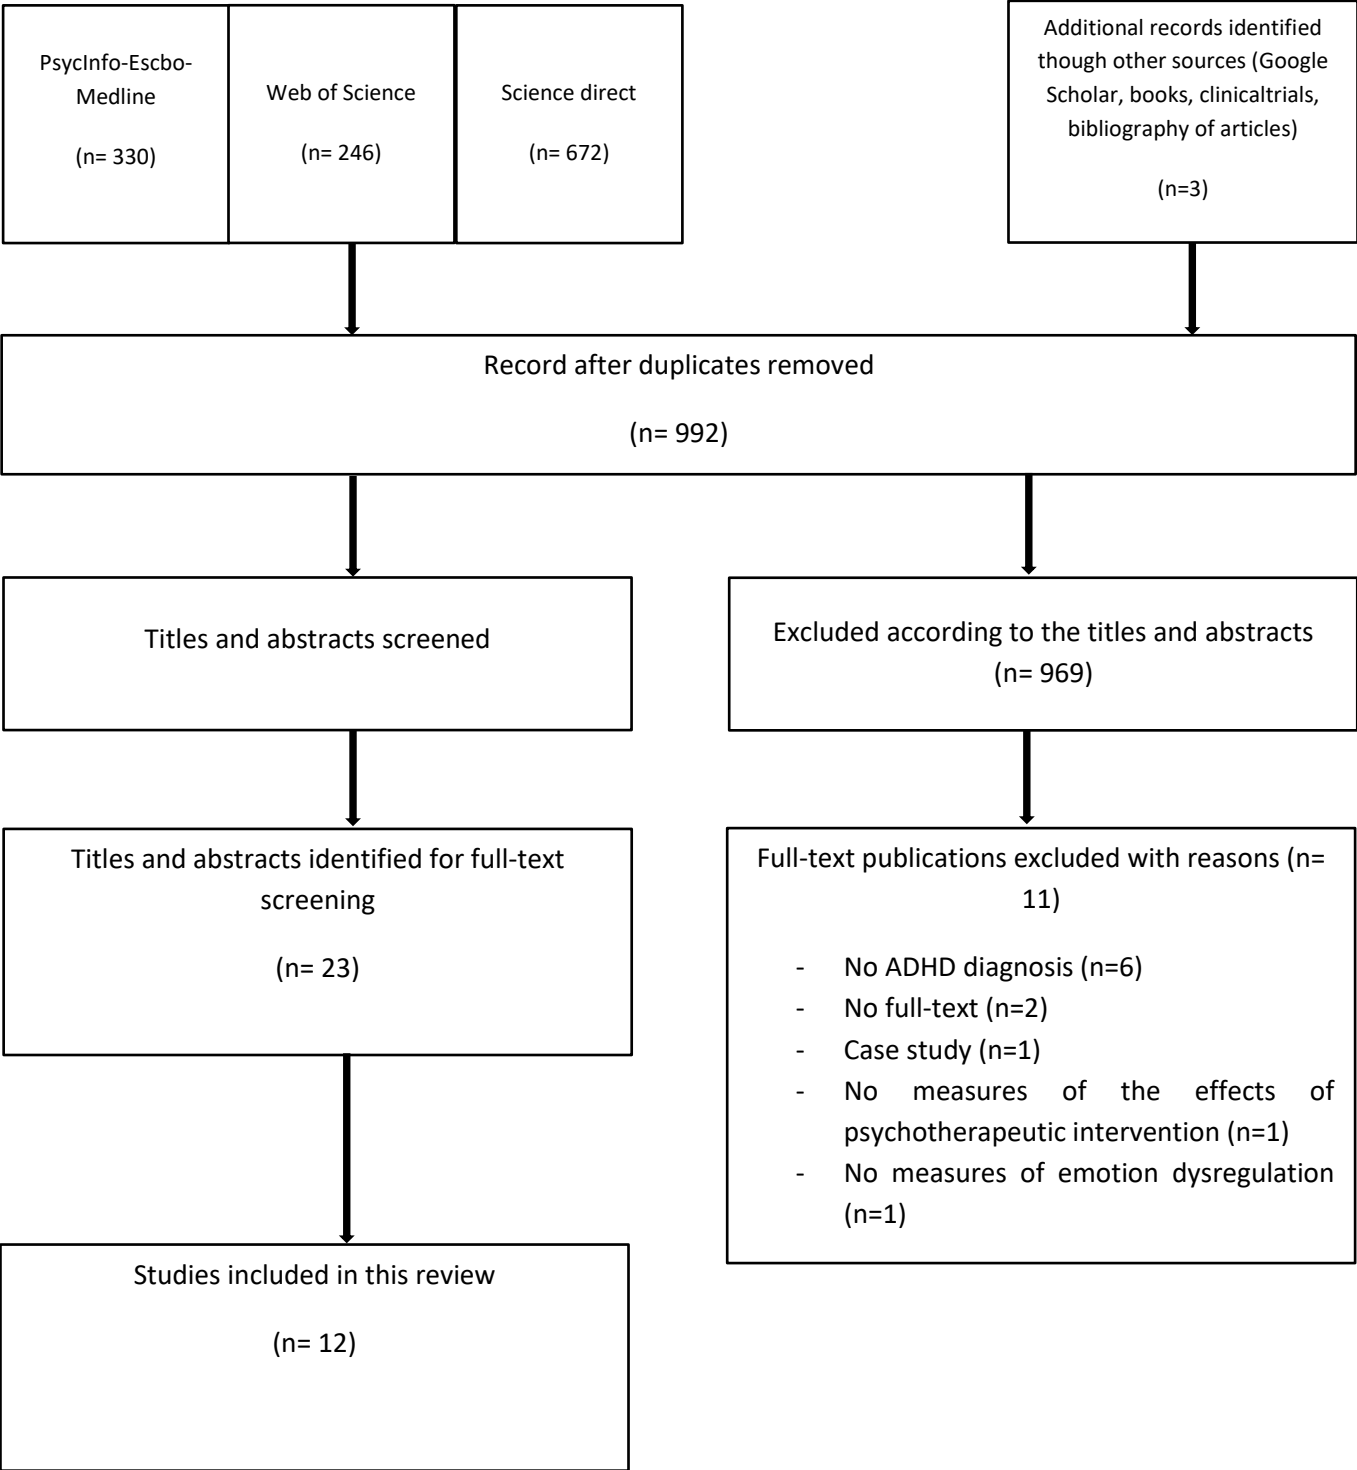 PsycInfo-Escbo-
Medline
(n= 330)
Web of Science
(n= 246)
Science direct
(n= 672)
Additional records identified
though other sources (Google
Scholar, books, clinicaltrials,
bibliography of articles)
(n=3)
Record after duplicates removed
(n= 992)
Titles and abstracts screened
Excluded according to the titles and abstracts
(n= 969)
Titles and abstracts identified for full-text
screening
(n= 23)
Full-text publications excluded with reasons (n=
11)
- No ADHD diagnosis (n=6)
- No full-text (n=2)
- Case study (n=1)
- No measures of the effects of
psychotherapeutic intervention (n=1)
- No measures of emotion dysregulation
(n=1)
Studies included in this review
(n= 12)